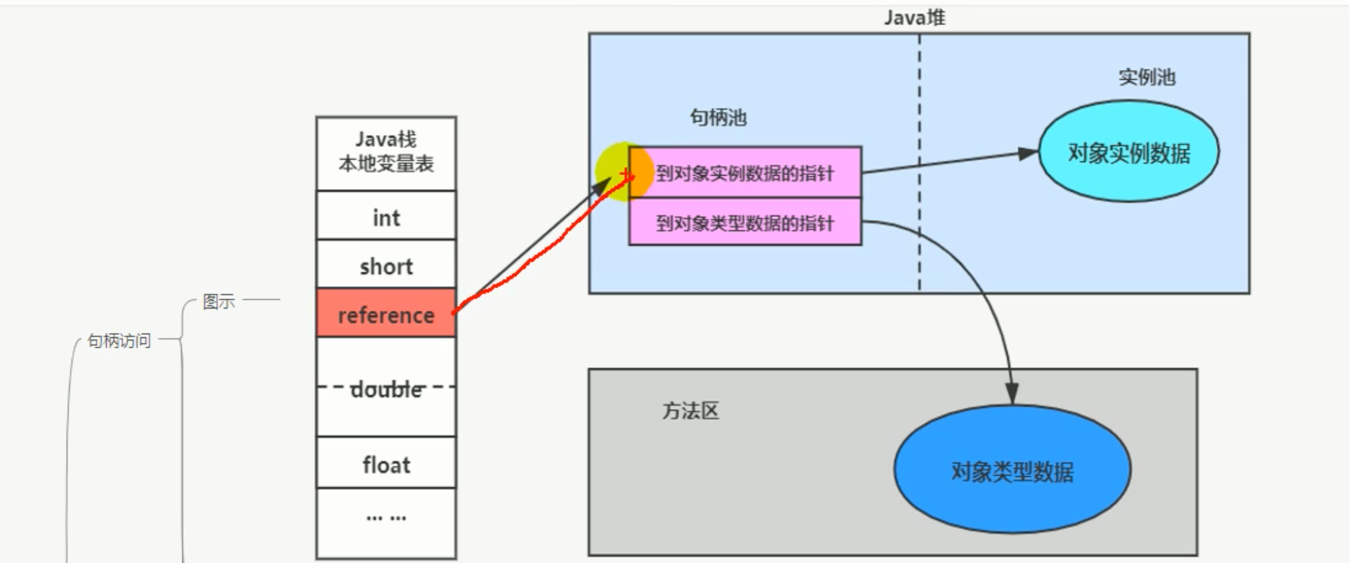 Java堆
实例池
句柄池
到对象实例数据的指针
到对象类型数据的指针
对象实例数据
Java栈
本地变量表
int
short
reference
double
float
... ...
图示
句柄访问
方法区
对象类型数据